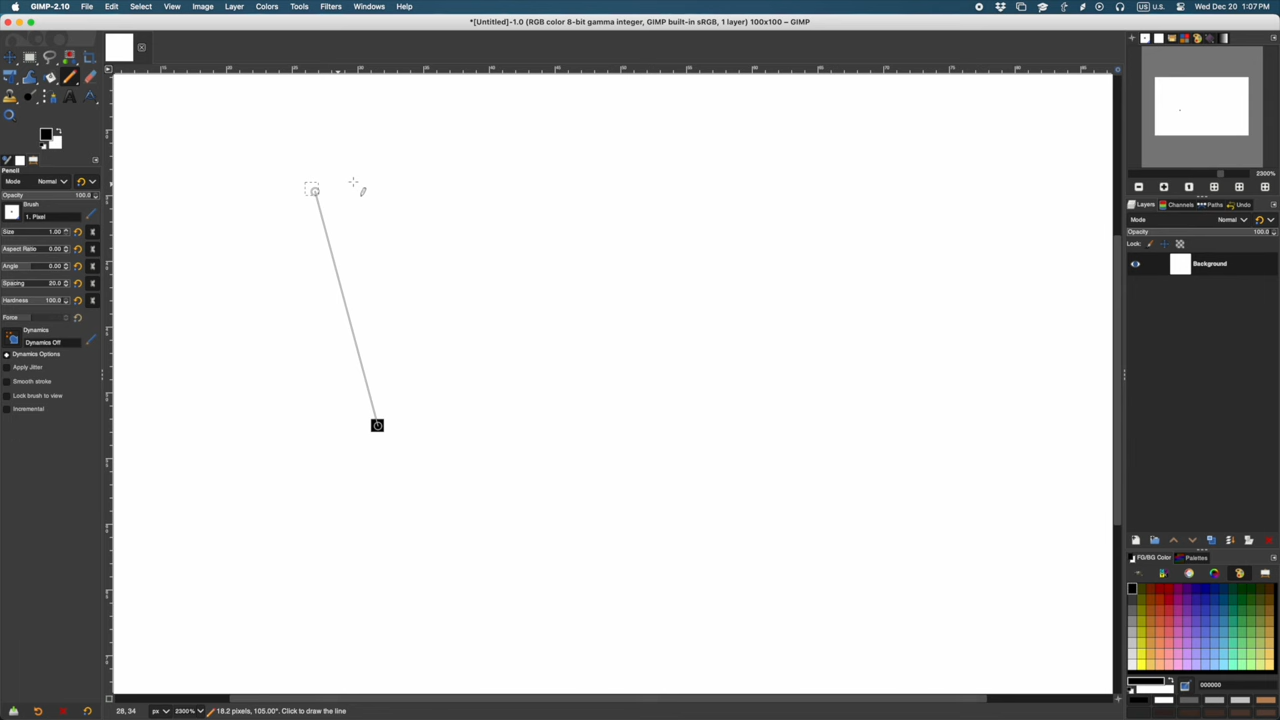 GIMP-2.10 File Edit Select View Image Layer Colors Tools Filters Windows Help U.S. Wed Dec 20 1:07 PM
*[Untitled]-1.0 (RGB color 8-bit gamma integer, GIMP built-in sRGB, 1 layer) 100x100 – GIMP
Pencil
Mode Normal
Opacity 100.0
Brush
1. Pixel
Size 1.00
Aspect Ratio 0.00
Angle 0.00
Spacing 20.0
Hardness 100.0
Force
Dynamics
Dynamics Off
Dynamics Options
Apply Jitter
Smooth stroke
Lock brush to view
Incremental
2300%
Layers Channels Paths Undo
Mode Normal
Opacity 100.0
Lock:
Background
FG/BG Color Palettes
000000
28, 34 px 2300% 18.2 pixels, 105.00°. Click to draw the line